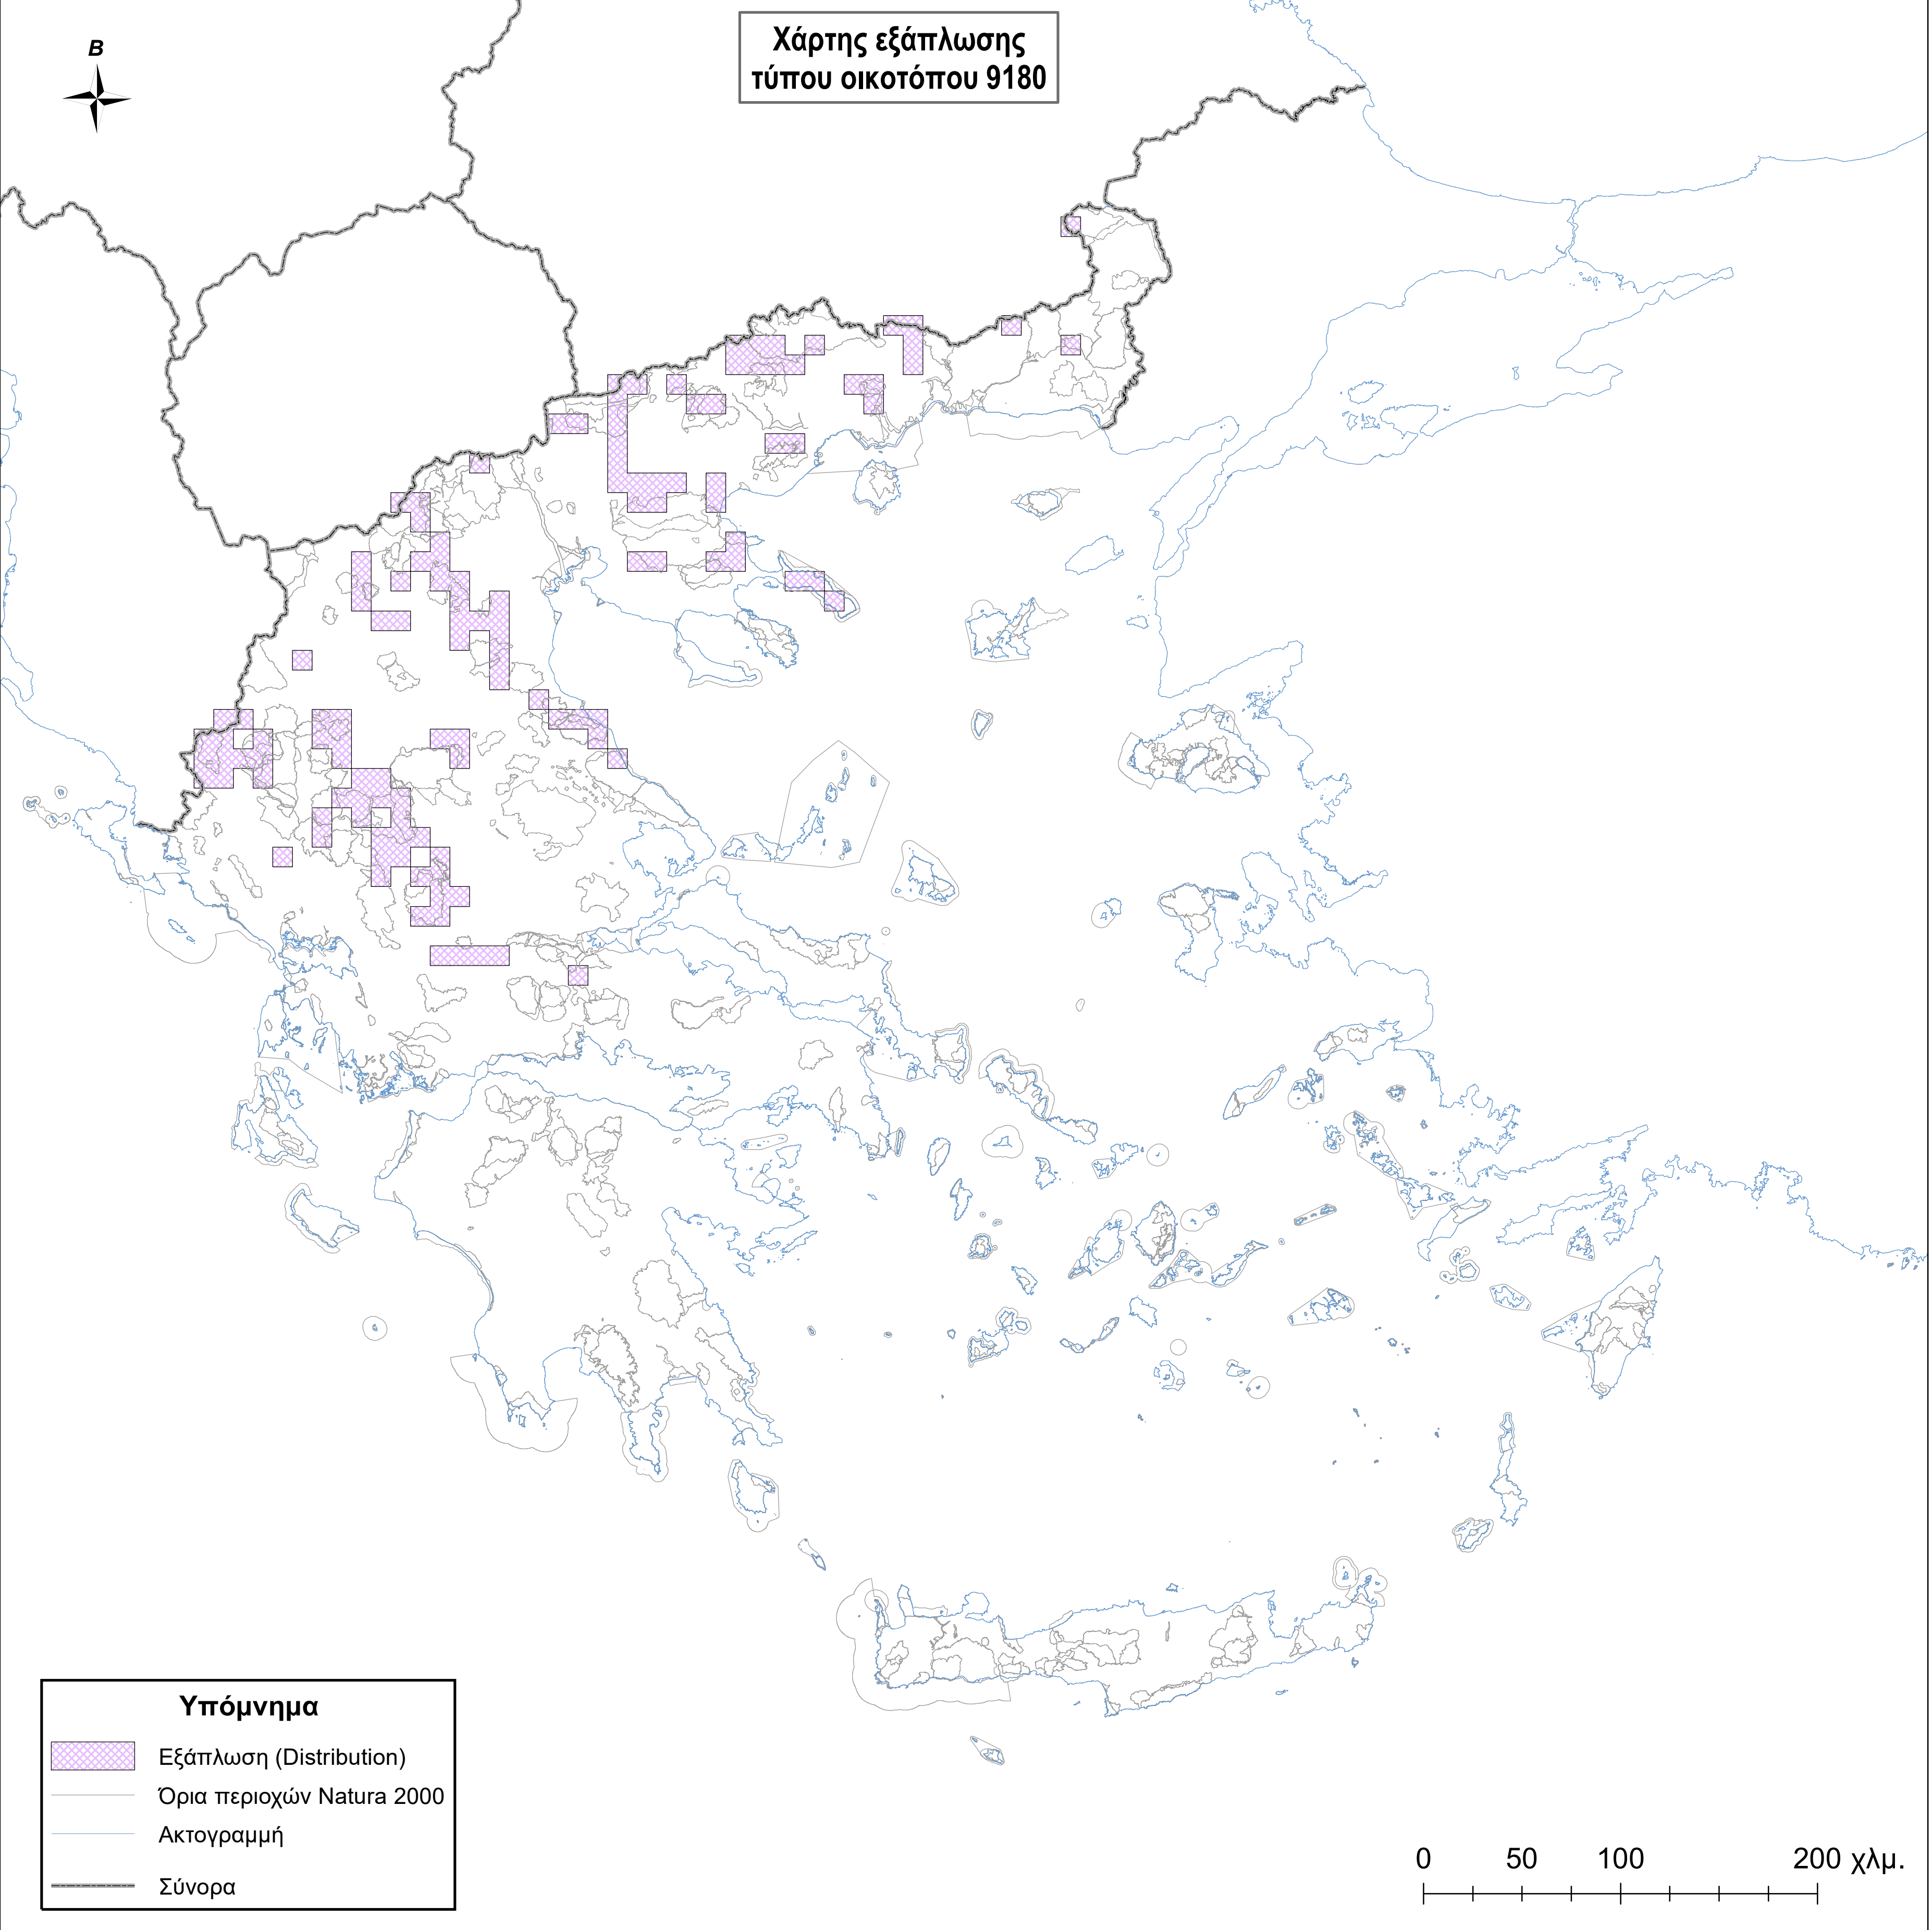 Χάρτης εξάπλωσης
τύπου οικοτόπου 9180
Β
Υπόμνημα
Εξάπλωση (Distribution)
Όρια περιοχών Natura 2000
Ακτογραμμή
Σύνορα
0 50 100 200 χλμ.